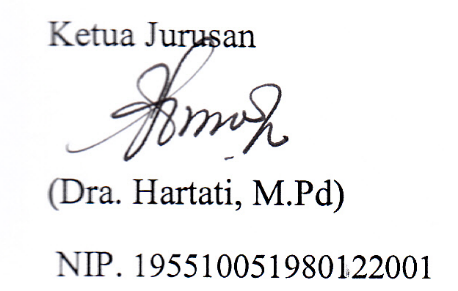 Ketua Jurusan
(Dra. Hartati, M.Pd)
NIP. 195510051980122001